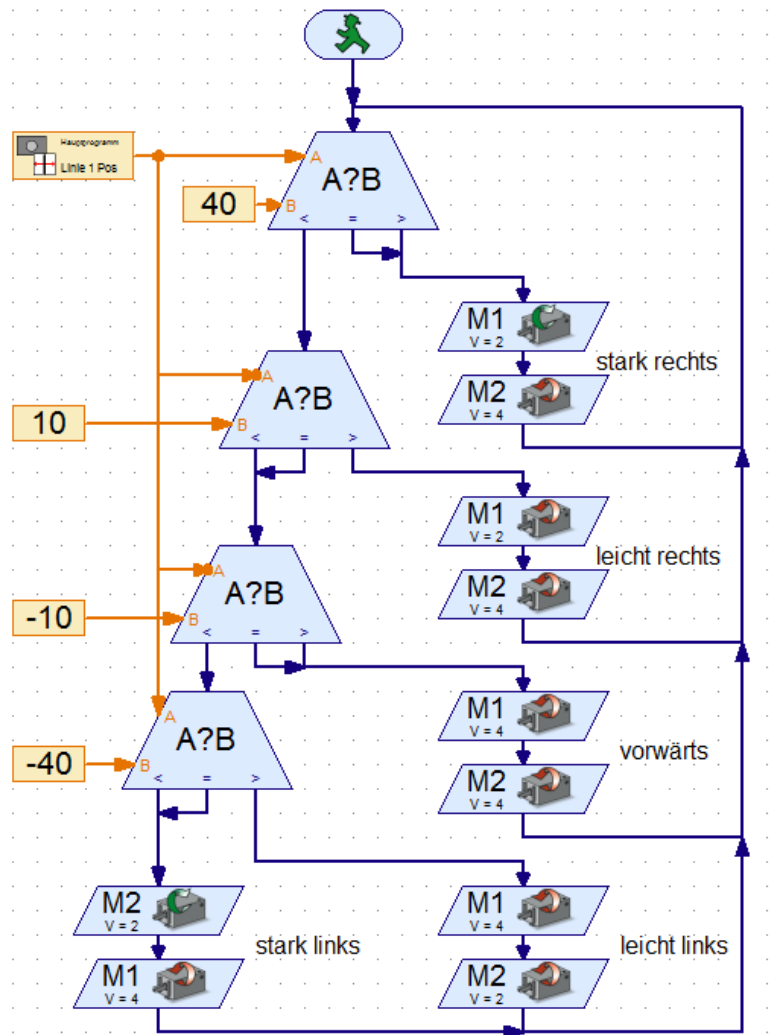 Hauptprogramm
Linie 1 Pos
A
A?B
40
B
< = >
M1
V = 2
stark rechts
M2
V = 4
A
A?B
10
B
< = >
M1
V = 2
leicht rechts
M2
V = 4
A
A?B
-10
B
< = >
M1
V = 4
vorwärts
M2
V = 4
A
A?B
-40
B
< = >
M2
V = 2
stark links
M1
V = 4
M1
V = 4
leicht links
M2
V = 2